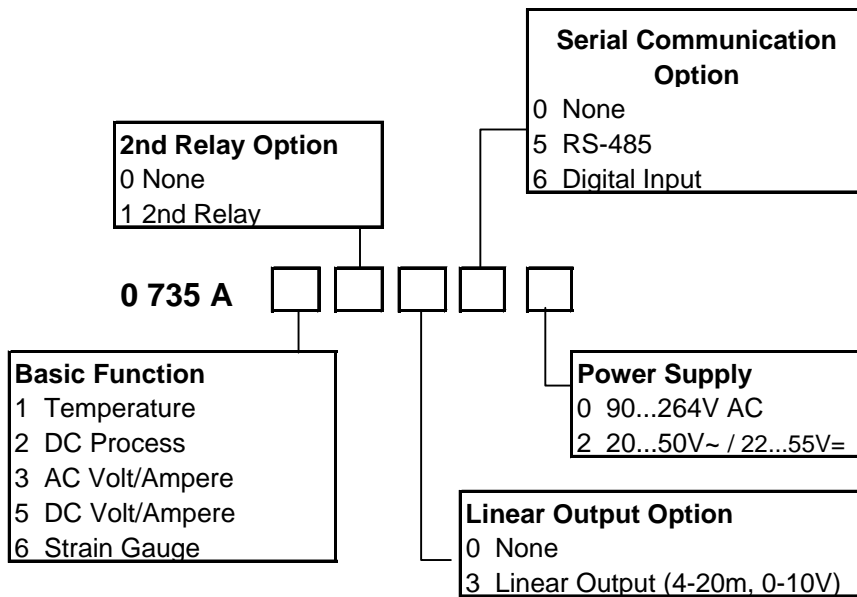 Serial Communication
Option
0 None
5 RS-485
6 Digital Input
2nd Relay Option
0 None
1 2nd Relay
0 735 A
Basic Function
1 Temperature
2 DC Process
3 AC Volt/Ampere
5 DC Volt/Ampere
6 Strain Gauge
Power Supply
0 90...264V AC
2 20...50V~ / 22...55V=
Linear Output Option
0 None
3 Linear Output (4-20m, 0-10V)